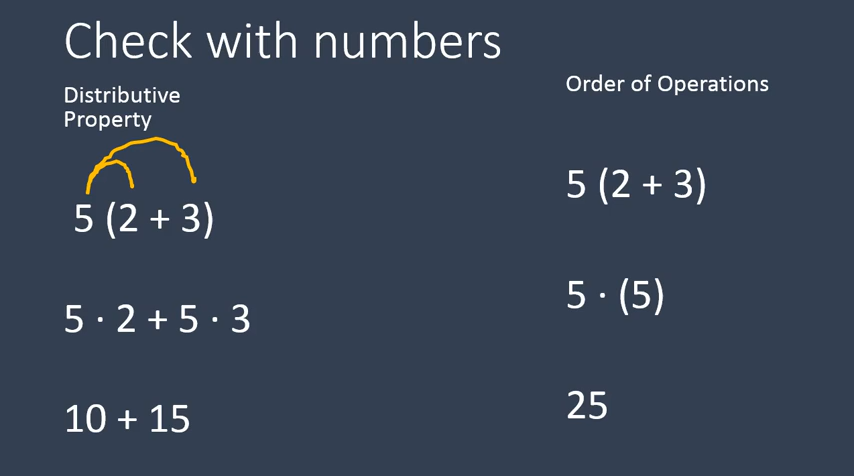 Check with numbers
Distributive
Property
5 (2 + 3)
5 · 2 + 5 · 3
10 + 15
Order of Operations
5 (2 + 3)
5 · (5)
25